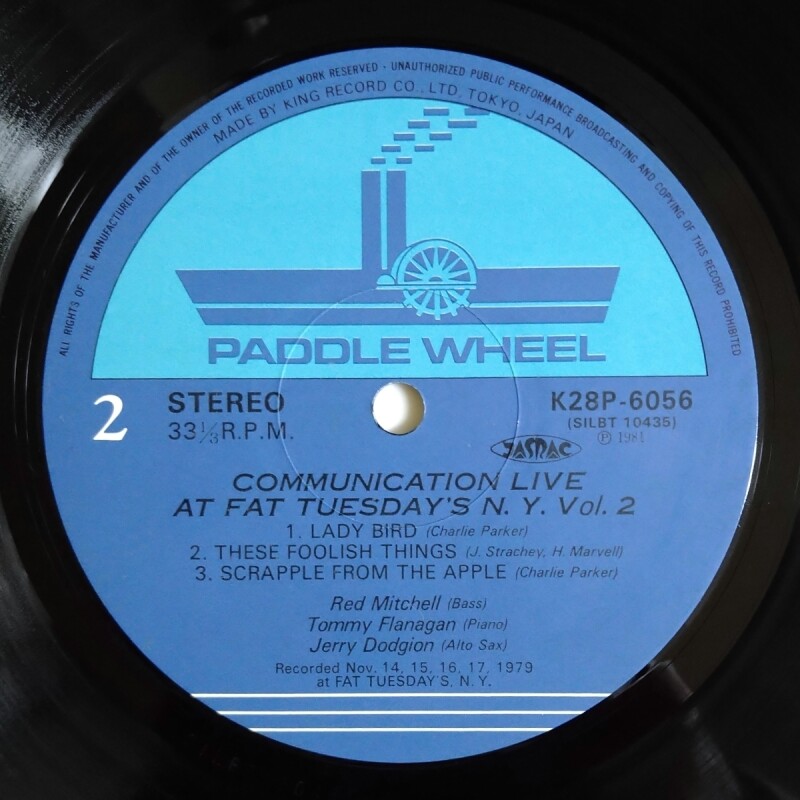 ALL RIGHTS OF THE MANUFACTURER AND OF THE OWNER OF THE RECORDED WORK RESERVED · UNAUTHORIZED PUBLIC PERFORMANCE BROADCASTING AND COPYING OF THIS RECORD PROHIBITED
MADE BY KING RECORD CO., LTD. TOKYO, JAPAN
PADDLE WHEEL
2 STEREO K28P-6056
33⅓ R.P.M. (SILBT 10435)
JASRAC Ⓟ 1981
COMMUNICATION LIVE
AT FAT TUESDAY'S N. Y. Vol. 2
1. LADY BIRD (Charlie Parker)
2. THESE FOOLISH THINGS (J. Strachey, H. Marvell)
3. SCRAPPLE FROM THE APPLE (Charlie Parker)
Red Mitchell (Bass)
Tommy Flanagan (Piano)
Jerry Dodgion (Alto Sax)
Recorded Nov. 14, 15, 16, 17, 1979
at FAT TUESDAY'S, N. Y.